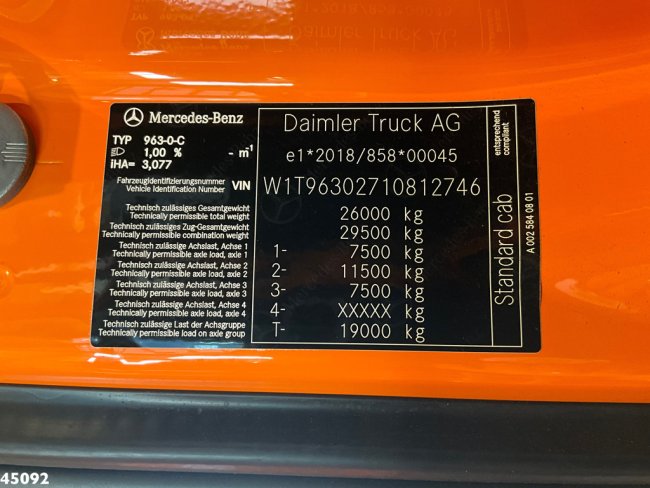 Mercedes-Benz
Daimler Truck AG
TYP 963-0-C
1,00 % - m⁻¹
iHA= 3,077
e1*2018/858*00045
Fahrzeugidentifizierungsnummer
Vehicle Identification Number VIN W1T96302710812746
Technisch zulässiges Gesamtgewicht
Technically permissible total weight 26000 kg
Technisch zulässiges Zug-Gesamtgewicht
Technically permissible combination weight 29500 kg
Technisch zulässige Achslast, Achse 1
Technically permissible axle load, axle 1 1- 7500 kg
Technisch zulässige Achslast, Achse 2
Technically permissible axle load, axle 2 2- 11500 kg
Technisch zulässige Achslast, Achse 3
Technically permissible axle load, axle 3 3- 7500 kg
Technisch zulässige Achslast, Achse 4
Technically permissible axle load, axle 4 4- XXXXX kg
Technisch zulässige Last der Achsgruppe
Technically permissible load on axle group T- 19000 kg
entsprechend
compliant
Standard cab
A 002 584 08 01
45092